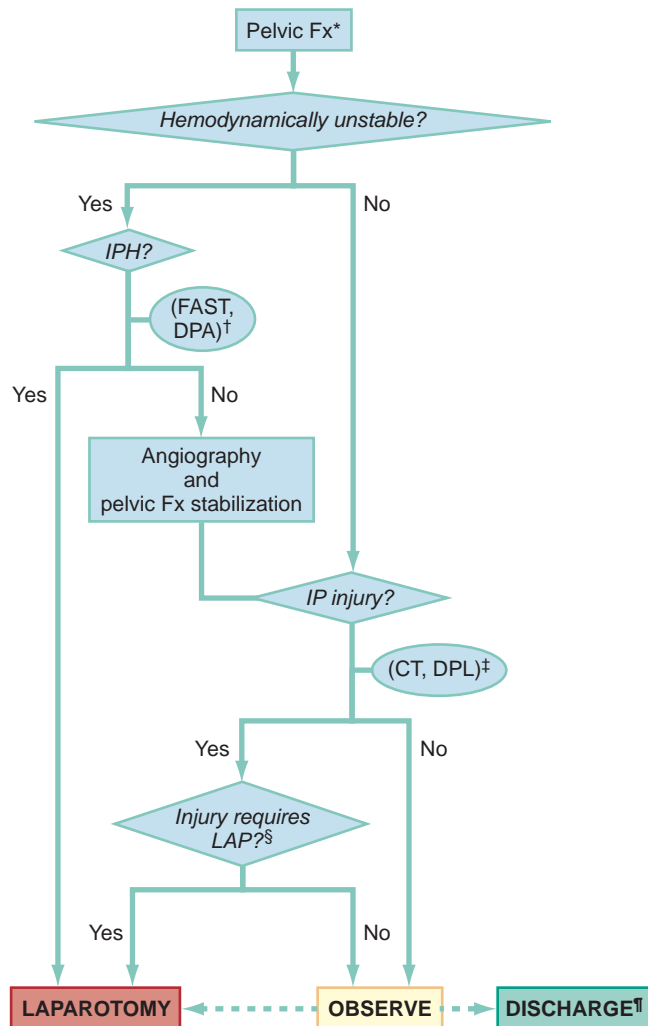 Pelvic Fx*
Hemodynamically unstable?
Yes
No
IPH?
(FAST,
DPA)†
Yes
No
Angiography
and
pelvic Fx stabilization
IP injury?
(CT, DPL)‡
Yes
No
Injury requires
LAP?§
Yes
No
LAPAROTOMY
OBSERVE
DISCHARGE¶